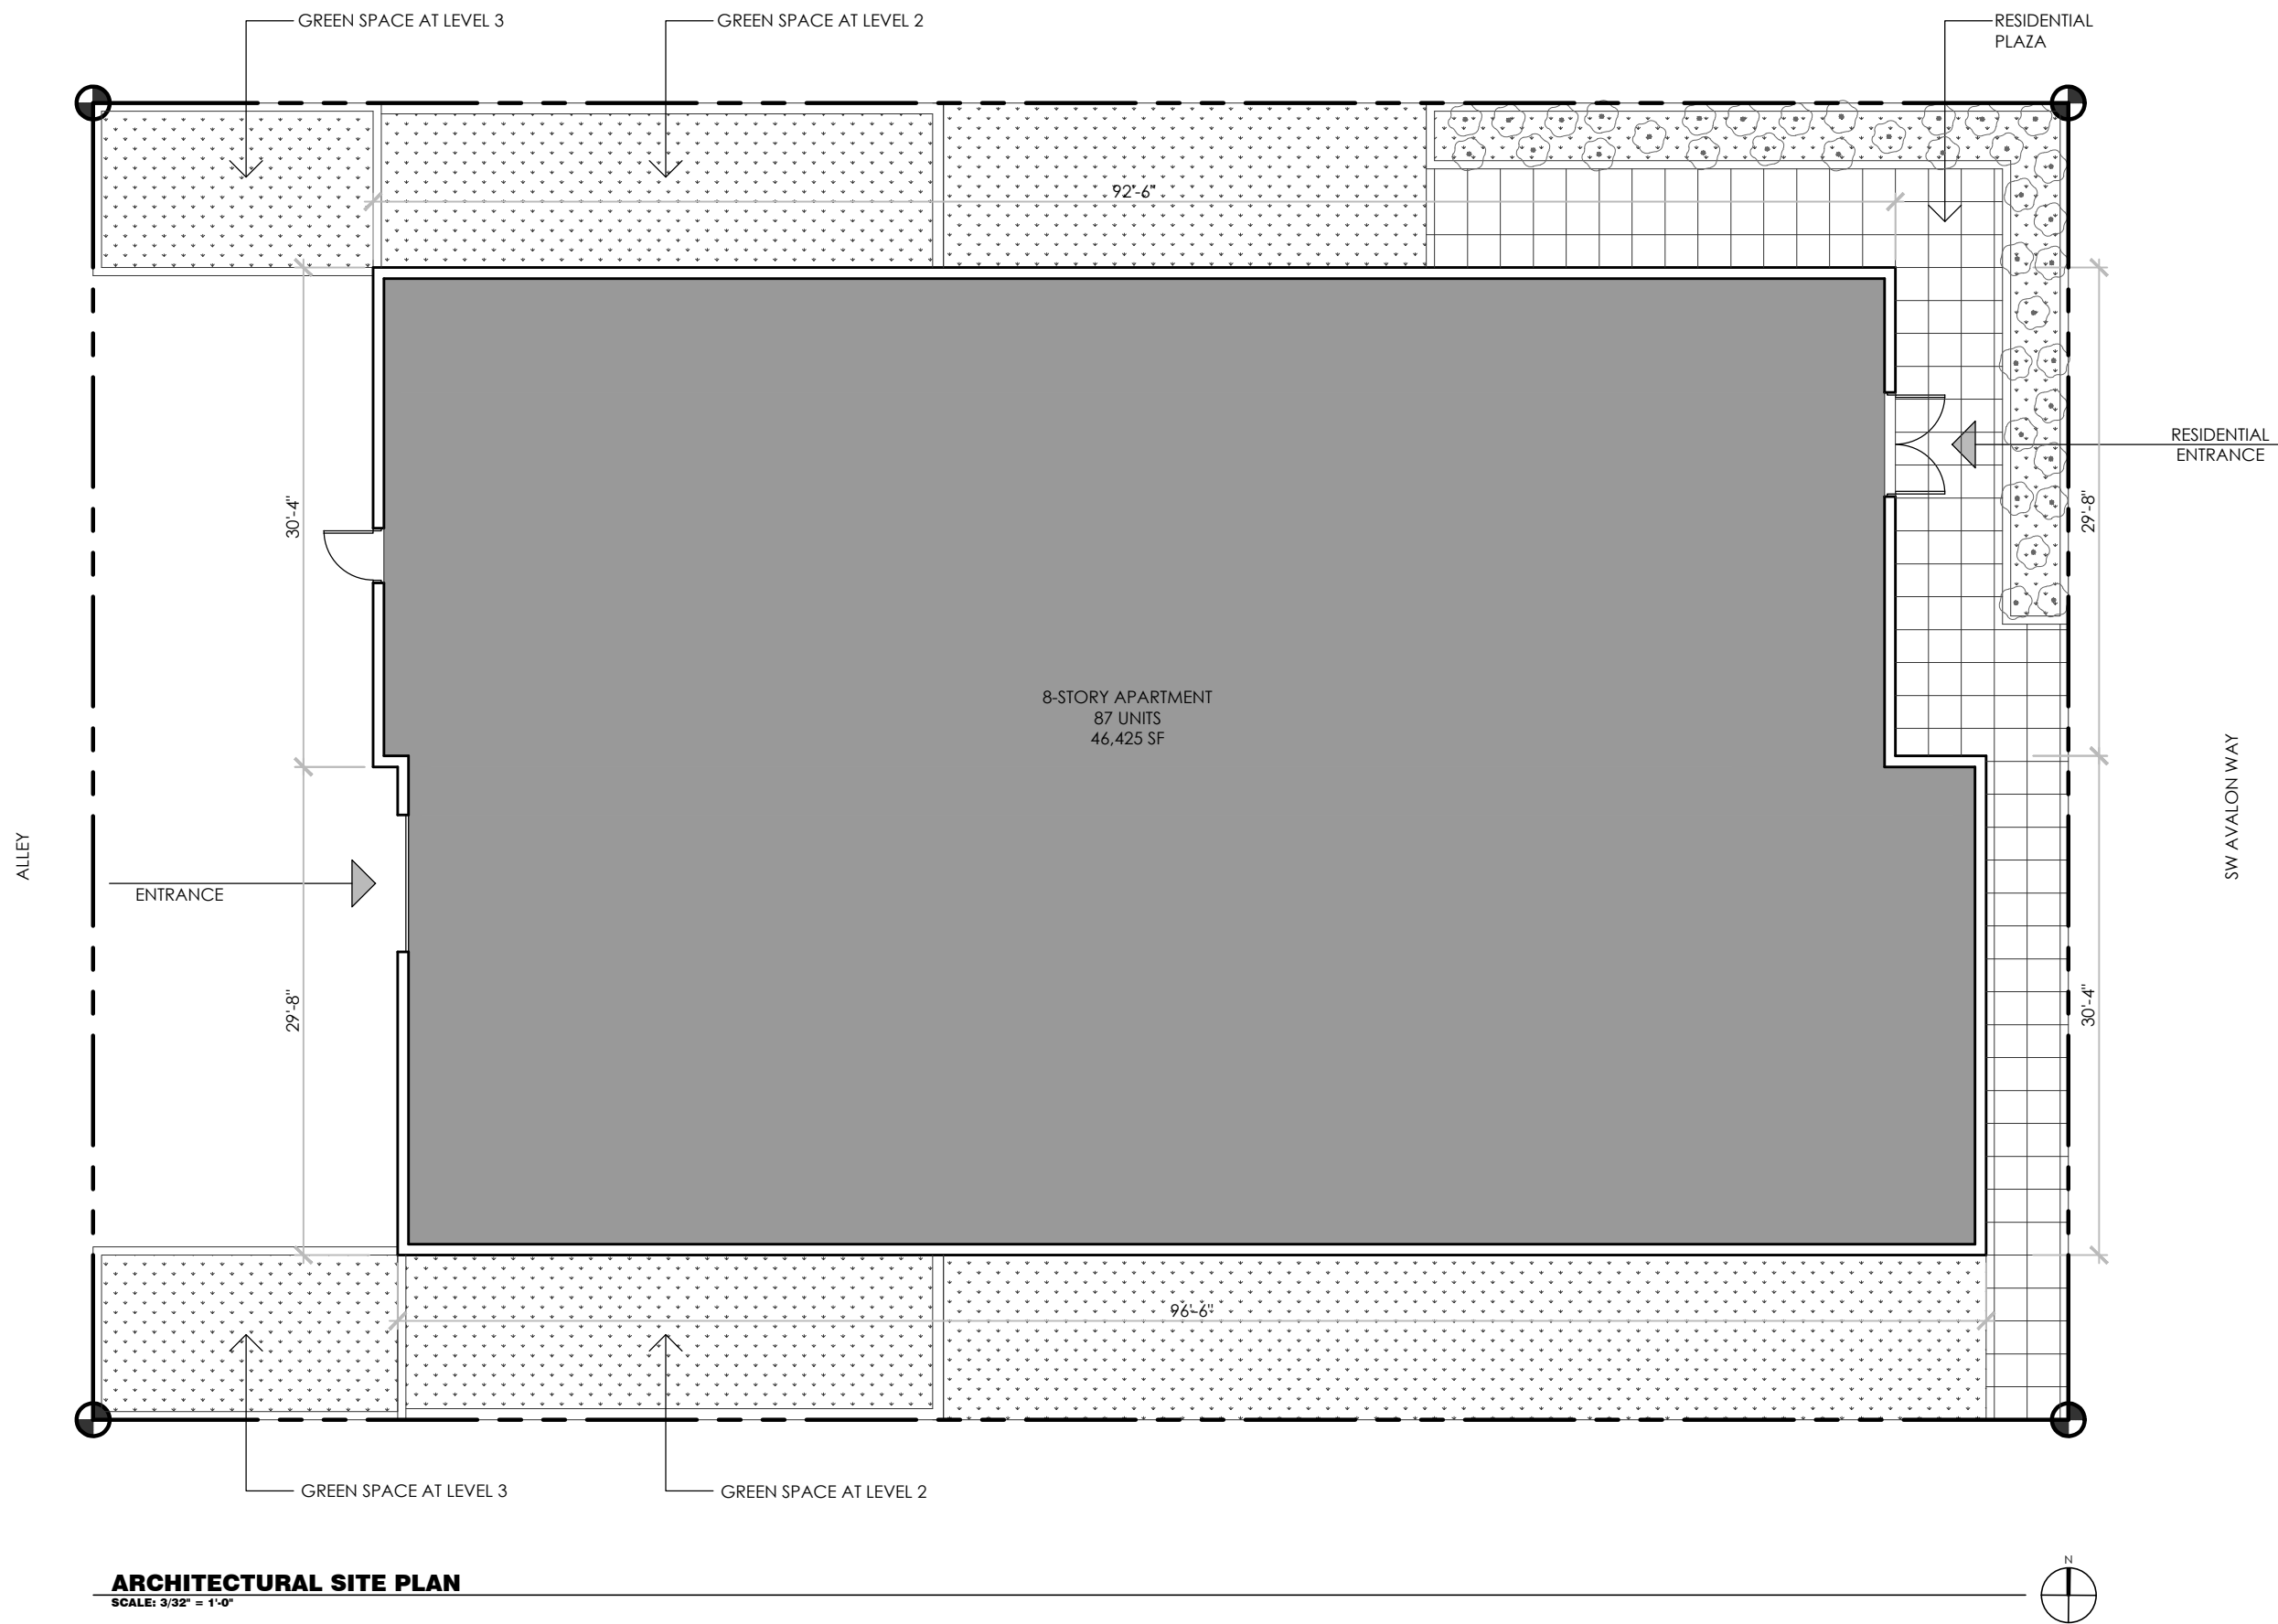 GREEN SPACE AT LEVEL 3
GREEN SPACE AT LEVEL 2
RESIDENTIAL
PLAZA
92'-6"
RESIDENTIAL
ENTRANCE
30'-4"
29'-8"
8-STORY APARTMENT
87 UNITS
46,425 SF
SW AVALON WAY
ALLEY
ENTRANCE
29'-8"
30'-4"
96'-6"
GREEN SPACE AT LEVEL 3
GREEN SPACE AT LEVEL 2
ARCHITECTURAL SITE PLAN
SCALE: 3/32" = 1'-0"
N